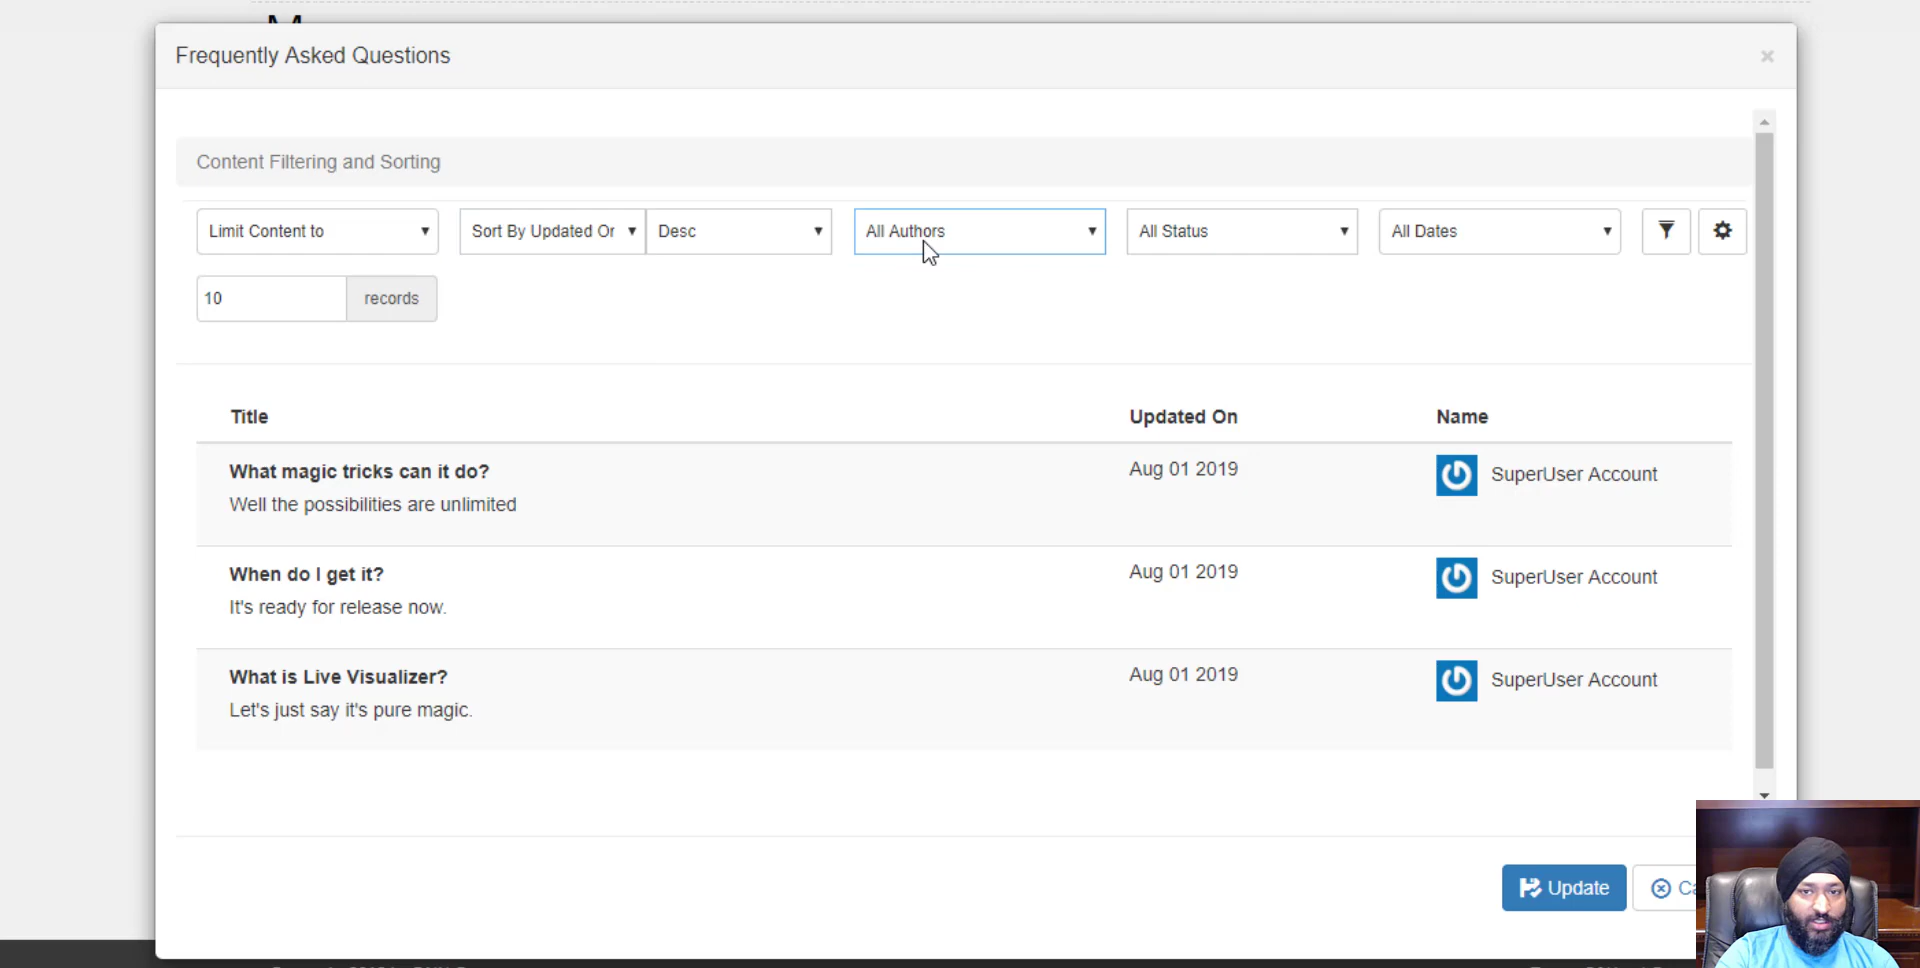 Frequently Asked Questions
×
Content Filtering and Sorting
Limit Content to
Sort By Updated Or
Desc
All Authors
All Status
All Dates
10
records
Title
Updated On
Name
What magic tricks can it do?
Aug 01 2019
SuperUser Account
Well the possibilities are unlimited
When do I get it?
Aug 01 2019
SuperUser Account
It's ready for release now.
What is Live Visualizer?
Aug 01 2019
SuperUser Account
Let's just say it's pure magic.
Update